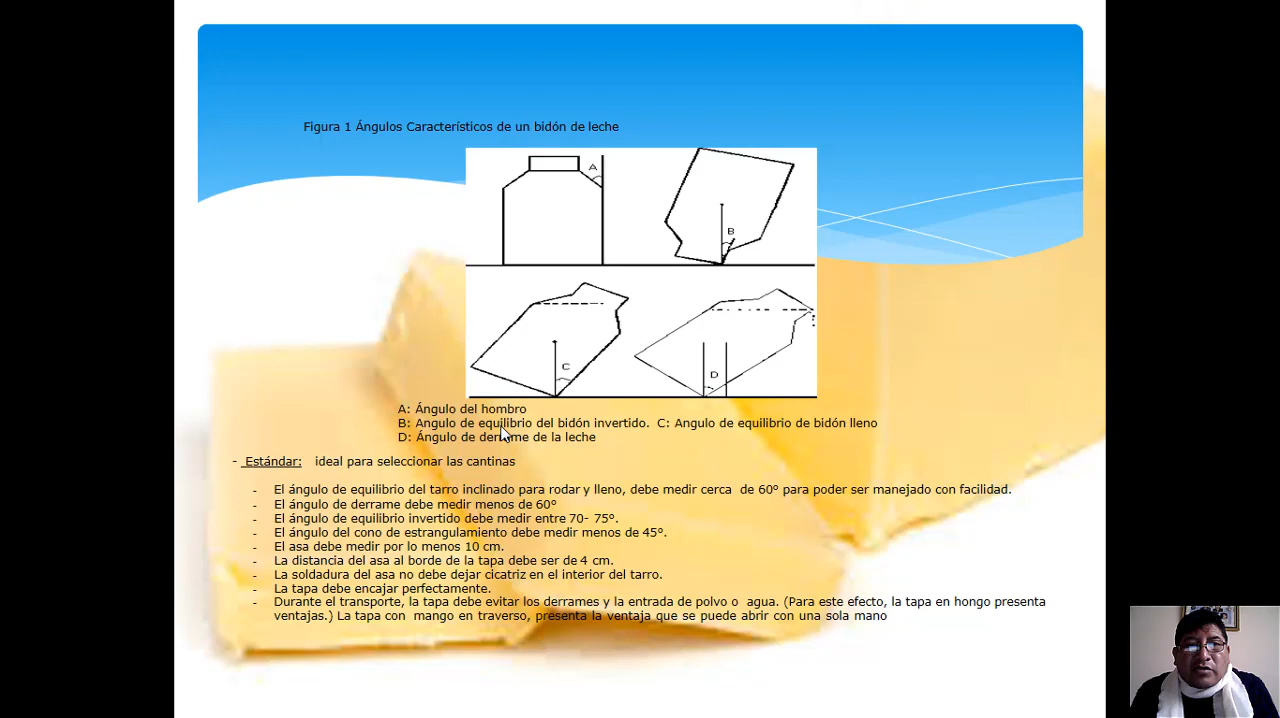 Figura 1 Ángulos Característicos de un bidón de leche
A
B
C
D
A: Ángulo del hombro
B: Angulo de equilibrio del bidón invertido.  C: Angulo de equilibrio de bidón lleno
D: Ángulo de derrame de la leche
- Estándar:   ideal para seleccionar las cantinas
- El ángulo de equilibrio del tarro inclinado para rodar y lleno, debe medir cerca  de 60º para poder ser manejado con facilidad.
- El ángulo de derrame debe medir menos de 60º
- El ángulo de equilibrio invertido debe medir entre 70- 75º.
- El ángulo del cono de estrangulamiento debe medir menos de 45º.
- El asa debe medir por lo menos 10 cm.
- La distancia del asa al borde de la tapa debe ser de 4 cm.
- La soldadura del asa no debe dejar cicatriz en el interior del tarro.
- La tapa debe encajar perfectamente.
- Durante el transporte, la tapa debe evitar los derrames y la entrada de polvo o  agua. (Para este efecto, la tapa en hongo presenta
ventajas.) La tapa con  mango en traverso, presenta la ventaja que se puede abrir con una sola mano